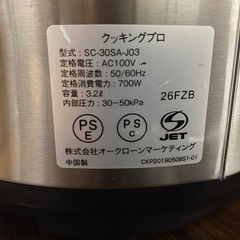 クッキングプロ
型式：SC-30SA-J03
定格電圧：AC100V
定格周波数：50/60Hz
定格消費電力：700W
容量：3.2ℓ
内部圧力：30−50kPa
26FZB
PS
E
PS
C
S
JET
株式会社オークローンマーケティング
中国製
CKP20190508S1-01